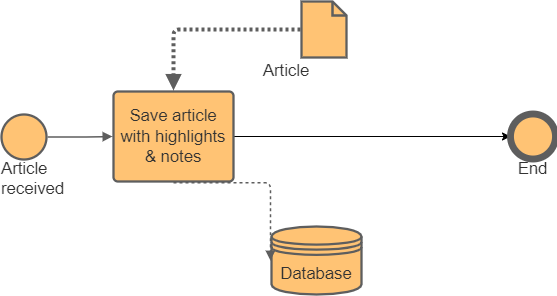 Article
Save article
with highlights
& notes
Article
received
End
Database